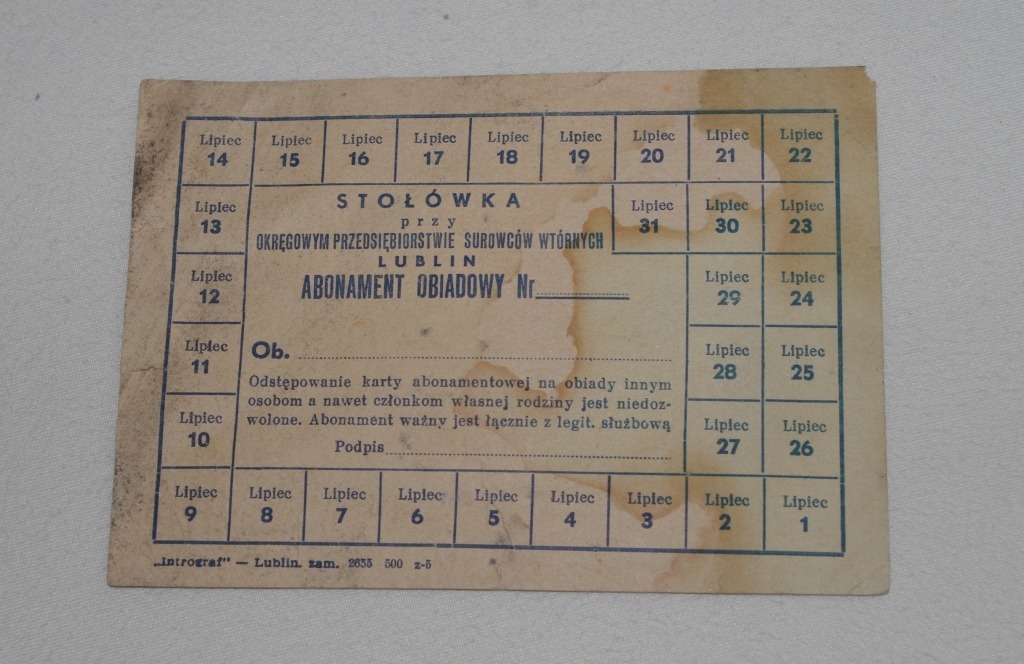 Lipiec 14 Lipiec 15 Lipiec 16 Lipiec 17 Lipiec 18 Lipiec 19 Lipiec 20 Lipiec 21 Lipiec 22
Lipiec 13
STOŁÓWKA
przy
OKRĘGOWYM PRZEDSIĘBIORSTWIE SUROWCÓW WTÓRNYCH
LUBLIN
ABONAMENT OBIADOWY Nr
Lipiec 31 Lipiec 30 Lipiec 23
Lipiec 12
Lipiec 29 Lipiec 24
Lipiec 11
Ob.
Lipiec 28 Lipiec 25
Odstępowanie karty abonamentowej na obiady innym
osobom a nawet członkom własnej rodziny jest niedoz-
wolone. Abonament ważny jest łącznie z legit. służbową
Podpis
Lipiec 10
Lipiec 27 Lipiec 26
Lipiec 9 Lipiec 8 Lipiec 7 Lipiec 6 Lipiec 5 Lipiec 4 Lipiec 3 Lipiec 2 Lipiec 1
„Intrograf" — Lublin. zam. 2635 500 z-5